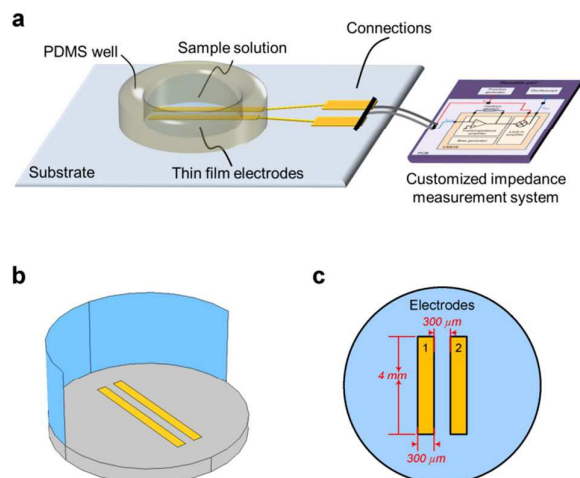 a
PDMS well
Sample solution
Connections
Substrate
Thin film electrodes
Customized impedance
measurement system
b
c
Electrodes
300 µm
1
2
4 mm
300 µm